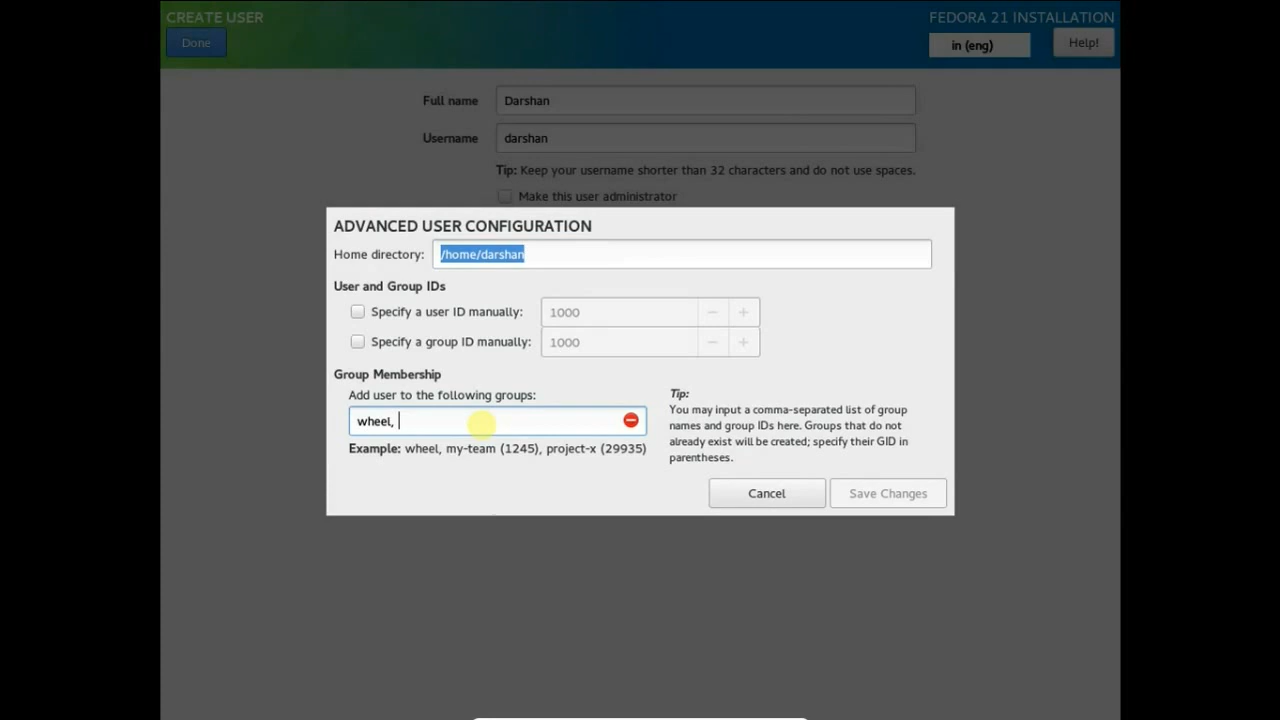 CREATE USER
FEDORA 21 INSTALLATION
Done
in (eng)
Help!
Full name
Darshan
Username
darshan
Tip: Keep your username shorter than 32 characters and do not use spaces.
Make this user administrator
ADVANCED USER CONFIGURATION
Home directory:
/home/darshan
User and Group IDs
Specify a user ID manually:
1000
Specify a group ID manually:
1000
Group Membership
Add user to the following groups:
wheel,
Example: wheel, my-team (1245), project-x (29935)
Tip:
You may input a comma-separated list of group
names and group IDs here. Groups that do not
already exist will be created; specify their GID in
parentheses.
Cancel
Save Changes